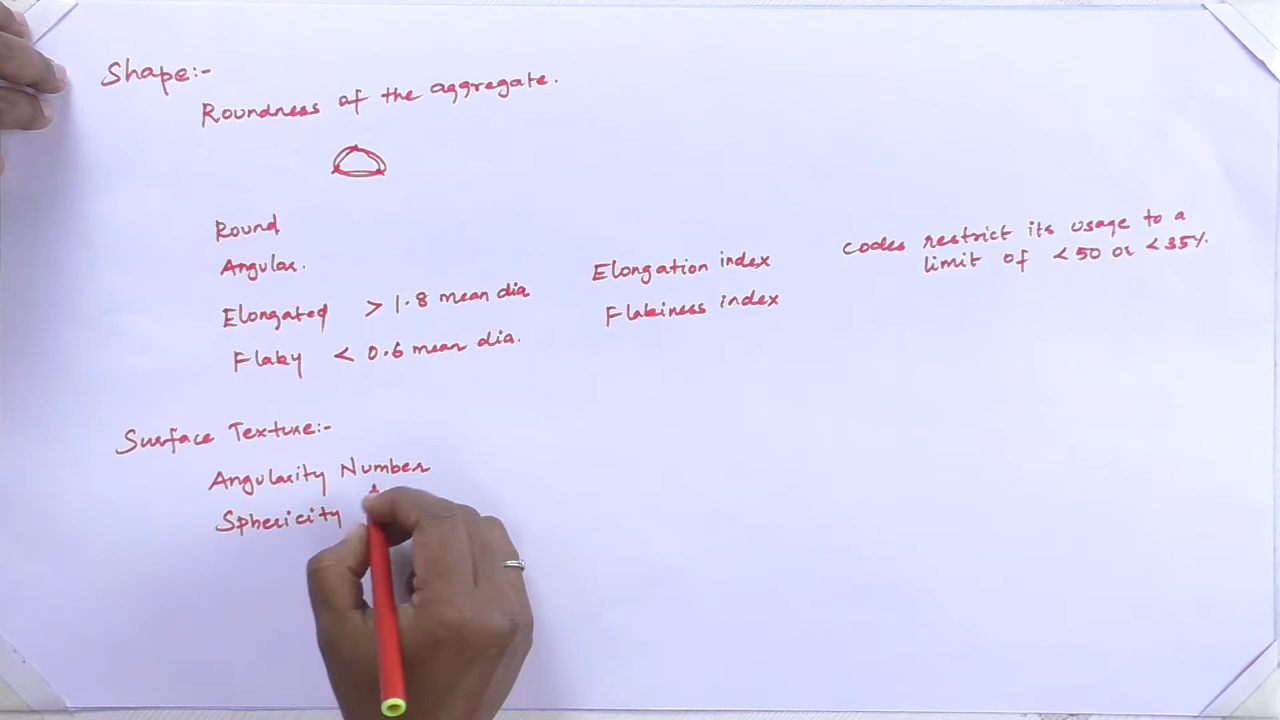 Shape:-
Roundness of the aggregate.
Round
Angular.
Elongated > 1.8 mean dia
Flaky < 0.6 mean dia.
Elongation index
Flakiness index
codes restrict its usage to a
limit of < 50 or < 35%.
Surface Texture:-
Angularity Number
Sphericity